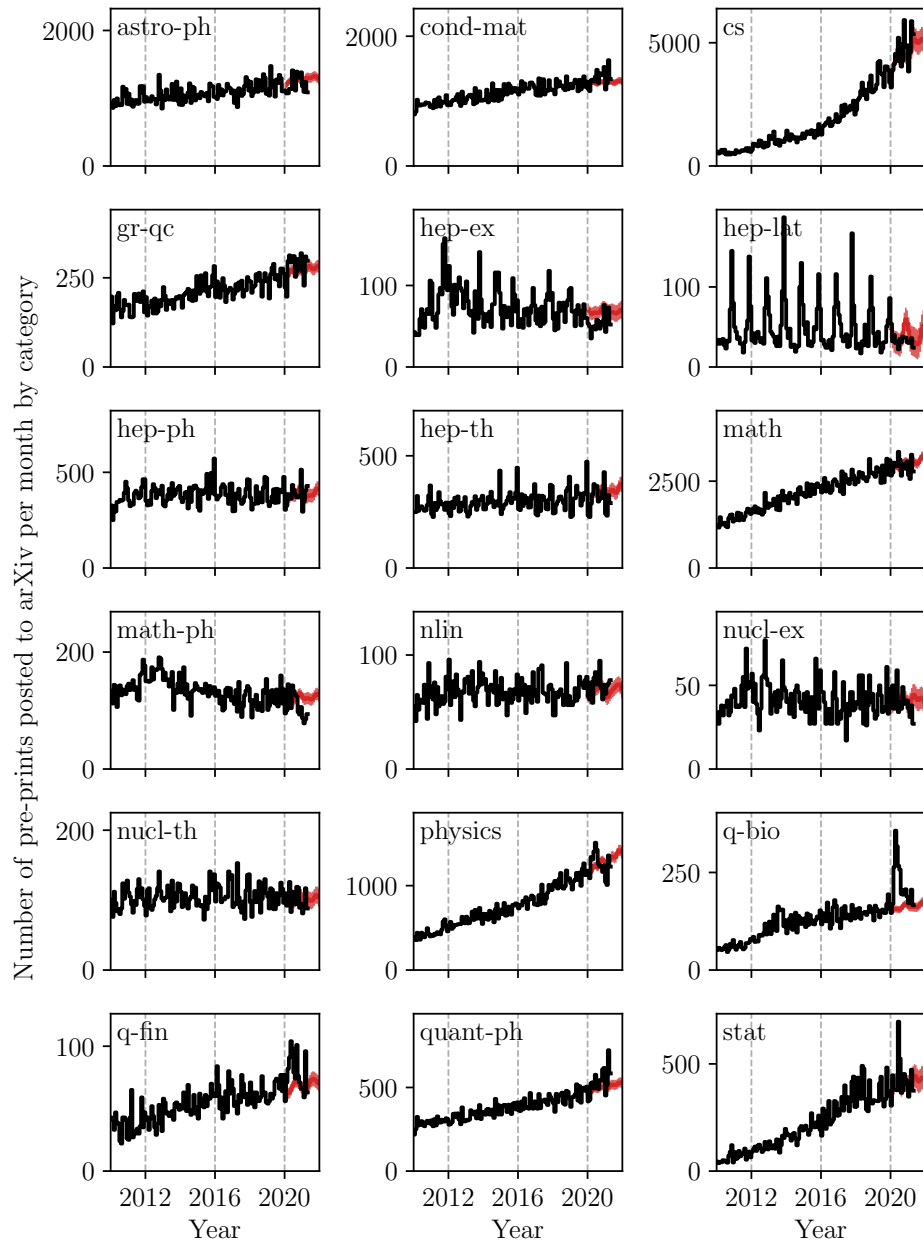 Number of pre-prints posted to arXiv per month by category
astro-ph
2000
0
cond-mat
2000
0
cs
5000
0
gr-qc
250
0
hep-ex
100
0
hep-lat
100
0
hep-ph
500
0
hep-th
500
0
math
2500
0
math-ph
200
0
nlin
100
0
nucl-ex
50
0
nucl-th
200
0
physics
1000
0
q-bio
250
0
q-fin
100
0
2012 2016 2020
Year
quant-ph
500
0
2012 2016 2020
Year
stat
500
0
2012 2016 2020
Year